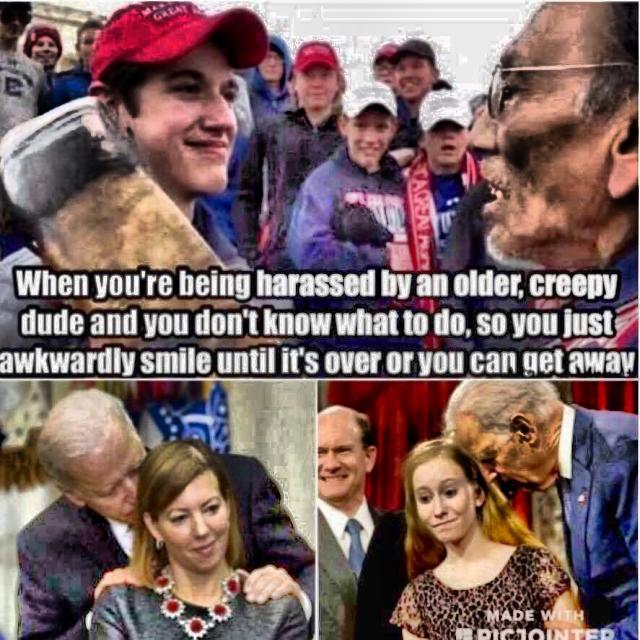 GREAT
When you're being harassed by an older, creepy
dude and you don't know what to do, so you just
awkwardly smile until it's over or you can get away
MADE WITH